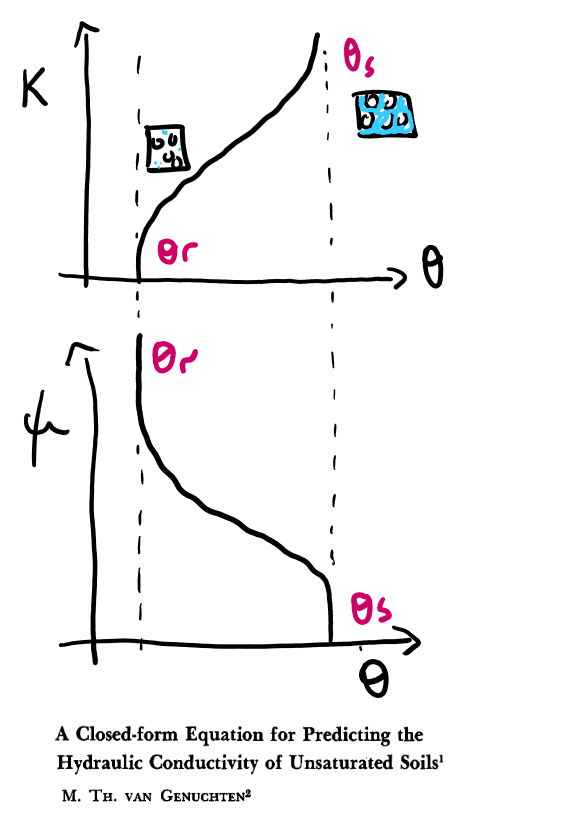 K
θs
θr
θ
θr
ψ
θs
θ
A Closed-form Equation for Predicting the
Hydraulic Conductivity of Unsaturated Soils¹
M. TH. VAN GENUCHTEN²